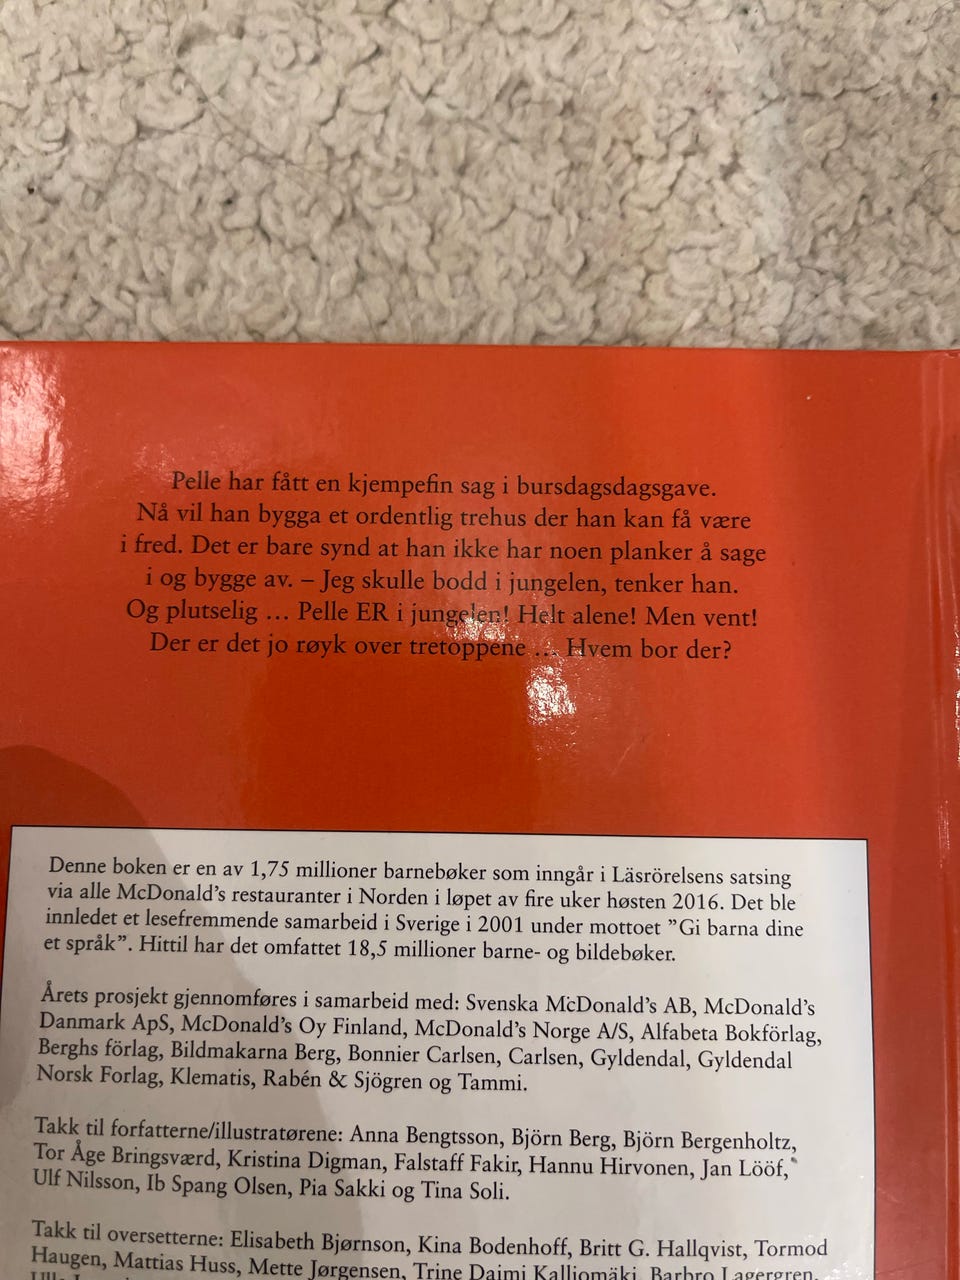 Pelle har fått en kjempefin sag i bursdagsdagsgave.
Nå vil han bygga et ordentlig trehus der han kan få være
i fred. Det er bare synd at han ikke har noen planker å sage
i og bygge av. – Jeg skulle bodd i jungelen, tenker han.
Og plutselig … Pelle ER i jungelen! Helt alene! Men vent!
Der er det jo røyk over tretoppene … Hvem bor der?
Denne boken er en av 1,75 millioner barnebøker som inngår i Läsrörelsens satsing
via alle McDonald’s restauranter i Norden i løpet av fire uker høsten 2016. Det ble
innledet et lesefremmende samarbeid i Sverige i 2001 under mottoet ”Gi barna dine
et språk”. Hittil har det omfattet 18,5 millioner barne- og bildebøker.
Årets prosjekt gjennomføres i samarbeid med: Svenska McDonald’s AB, McDonald’s
Danmark ApS, McDonald’s Oy Finland, McDonald’s Norge A/S, Alfabeta Bokförlag,
Berghs förlag, Bildmakarna Berg, Bonnier Carlsen, Carlsen, Gyldendal, Gyldendal
Norsk Forlag, Klematis, Rabén & Sjögren og Tammi.
Takk til forfatterne/illustratørene: Anna Bengtsson, Björn Berg, Björn Bergenholtz,
Tor Åge Bringsværd, Kristina Digman, Falstaff Fakir, Hannu Hirvonen, Jan Lööf,
Ulf Nilsson, Ib Spang Olsen, Pia Sakki og Tina Soli.
Takk til oversetterne: Elisabeth Bjørnson, Kina Bodenhoff, Britt G. Hallqvist, Tormod
Haugen, Mattias Huss, Mette Jørgensen, Trine Daimi Kalliomäki, Barbro Lagergren,